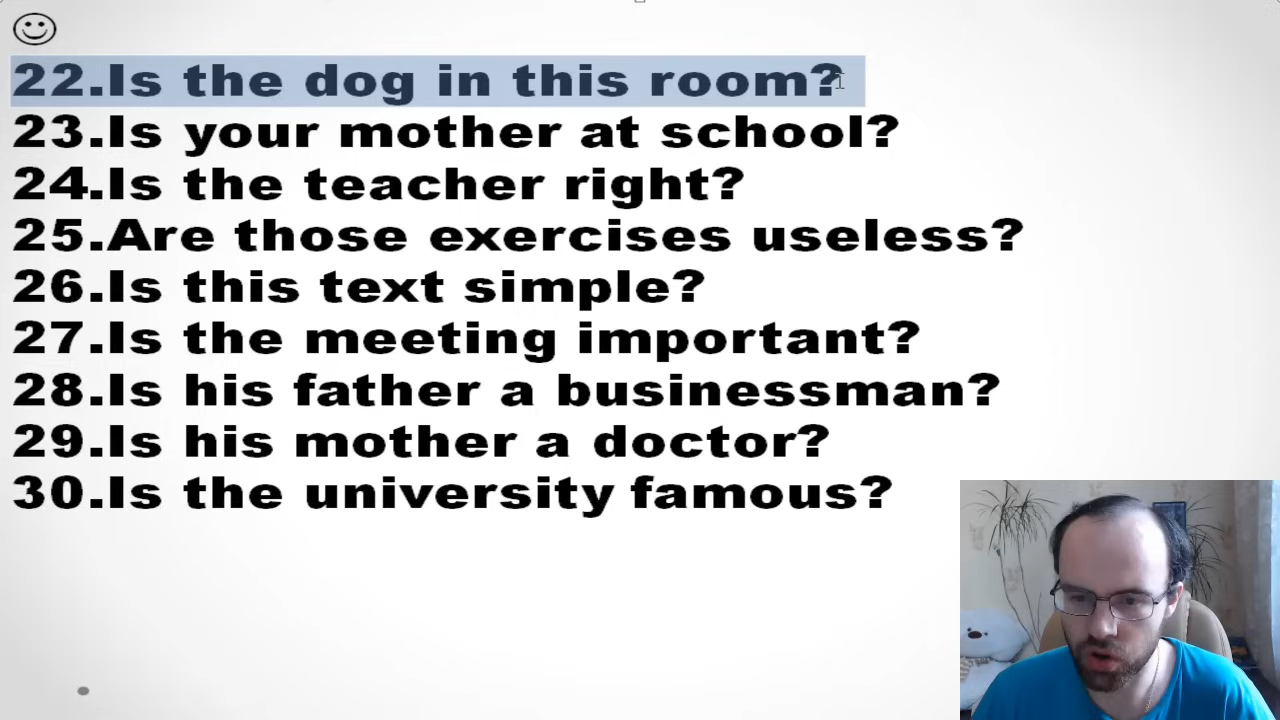 22.Is the dog in this room?
23.Is your mother at school?
24.Is the teacher right?
25.Are those exercises useless?
26.Is this text simple?
27.Is the meeting important?
28.Is his father a businessman?
29.Is his mother a doctor?
30.Is the university famous?